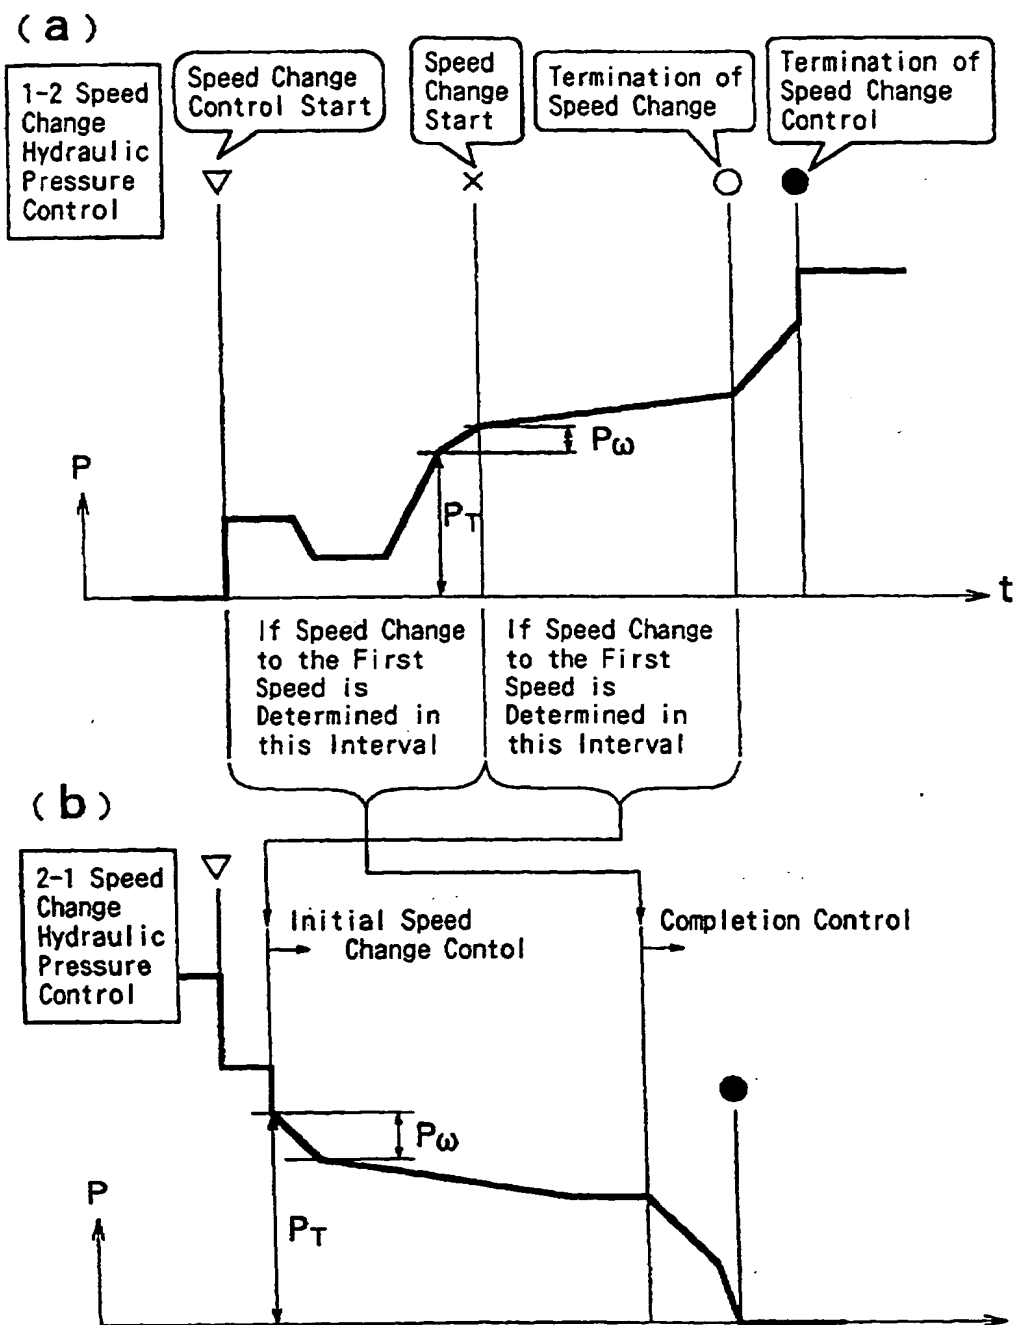 (a)
1-2 Speed
Change
Hydraulic
Pressure
Control
Speed Change
Control Start
Speed
Change
Start
Termination of
Speed Change
Termination of
Speed Change
Control
P
Pω
PT
t
If Speed Change
to the First
Speed is
Determined in
this Interval
If Speed Change
to the First
Speed is
Determined in
this Interval
(b)
2-1 Speed
Change
Hydraulic
Pressure
Control
Initial Speed
Change Contol
Completion Control
Pω
P
PT